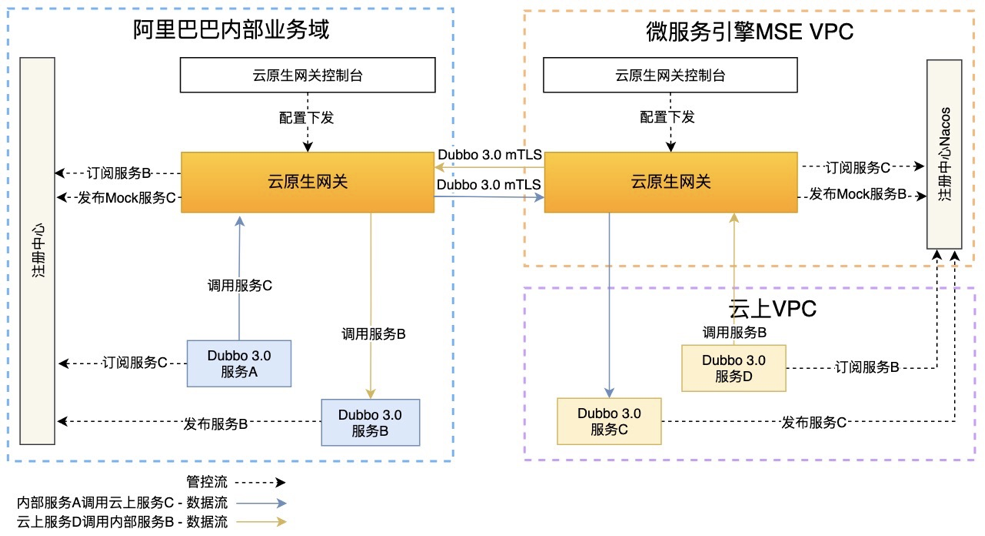 阿里巴巴内部业务域
云原生网关控制台
配置下发
云原生网关
订阅服务B
发布Mock服务C
注册中心
调用服务C
调用服务B
订阅服务C
Dubbo 3.0
服务A
发布服务B
Dubbo 3.0
服务B
Dubbo 3.0 mTLS
Dubbo 3.0 mTLS
微服务引擎MSE VPC
云原生网关控制台
配置下发
云原生网关
订阅服务C
发布Mock服务B
注册中心Nacos
云上VPC
调用服务B
Dubbo 3.0
服务D
订阅服务B
Dubbo 3.0
服务C
发布服务C
管控流
内部服务A调用云上服务C - 数据流
云上服务D调用内部服务B - 数据流